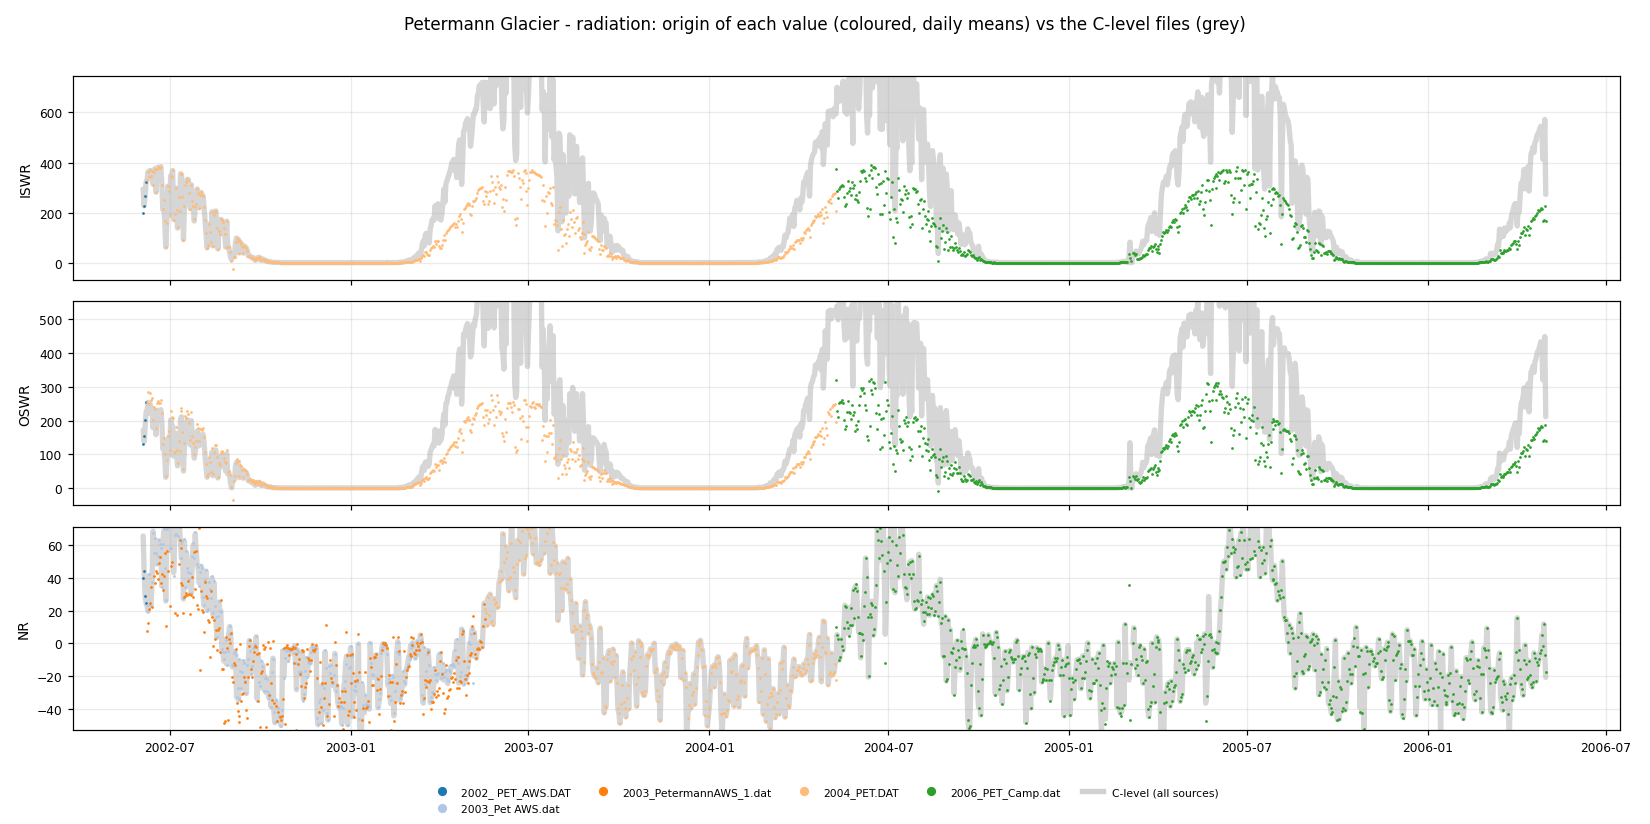 Petermann Glacier - radiation: origin of each value (coloured, daily means) vs the C-level files (grey)
ISWR
600
400
200
0
OSWR
500
400
300
200
100
0
NR
60
40
20
0
−20
−40
2002-07 2003-01 2003-07 2004-01 2004-07 2005-01 2005-07 2006-01 2006-07
2002_ PET_AWS.DAT 2003_PetermannAWS_1.dat 2004_PET.DAT 2006_PET_Camp.dat C-level (all sources)
2003_Pet AWS.dat